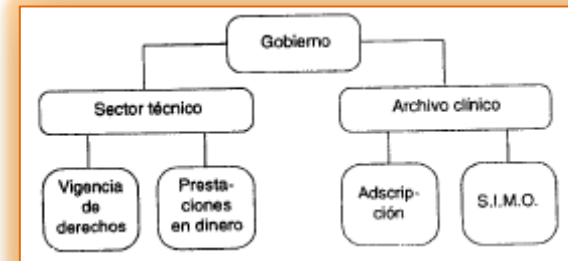 Gobierno
Sector técnico
Archivo clínico
Vigencia
de
derechos
Presta-
ciones
en dinero
Adscrip-
ción
S.I.M.O.